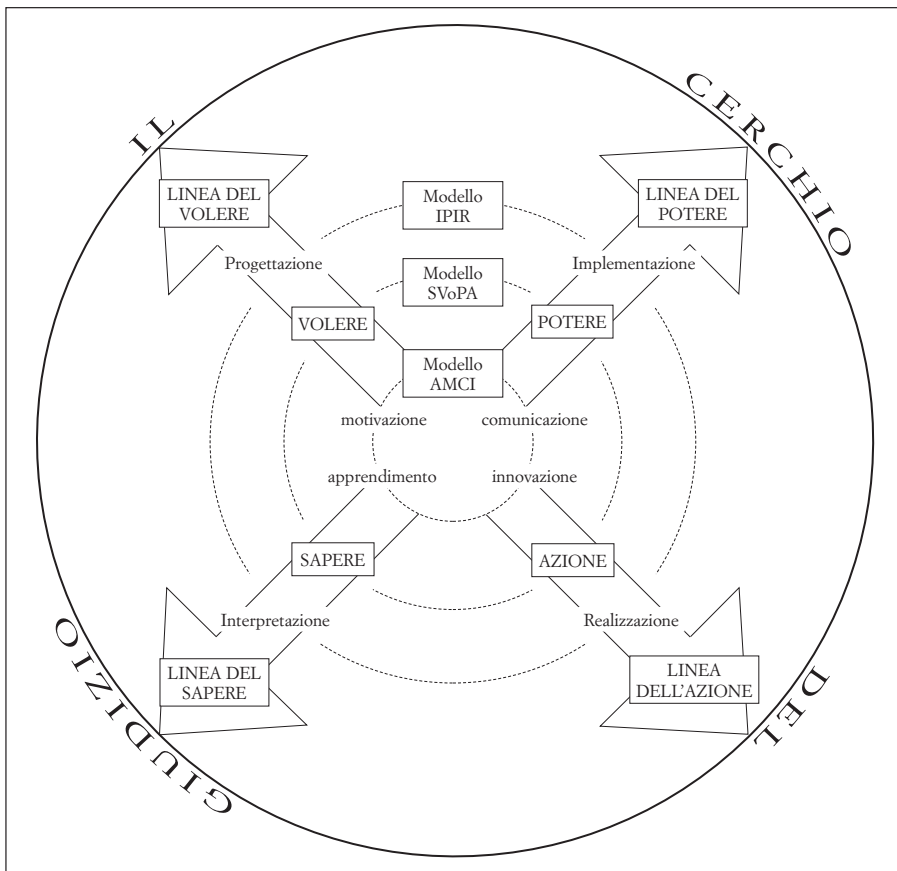 IL
CERCHIO
DEL
GIUDIZIO
LINEA DEL
VOLERE
Modello
IPIR
LINEA DEL
POTERE
Progettazione
Modello
SVoPA
Implementazione
VOLERE
POTERE
Modello
AMCI
motivazione
comunicazione
apprendimento
innovazione
SAPERE
AZIONE
Interpretazione
Realizzazione
LINEA DEL
SAPERE
LINEA
DELL’AZIONE